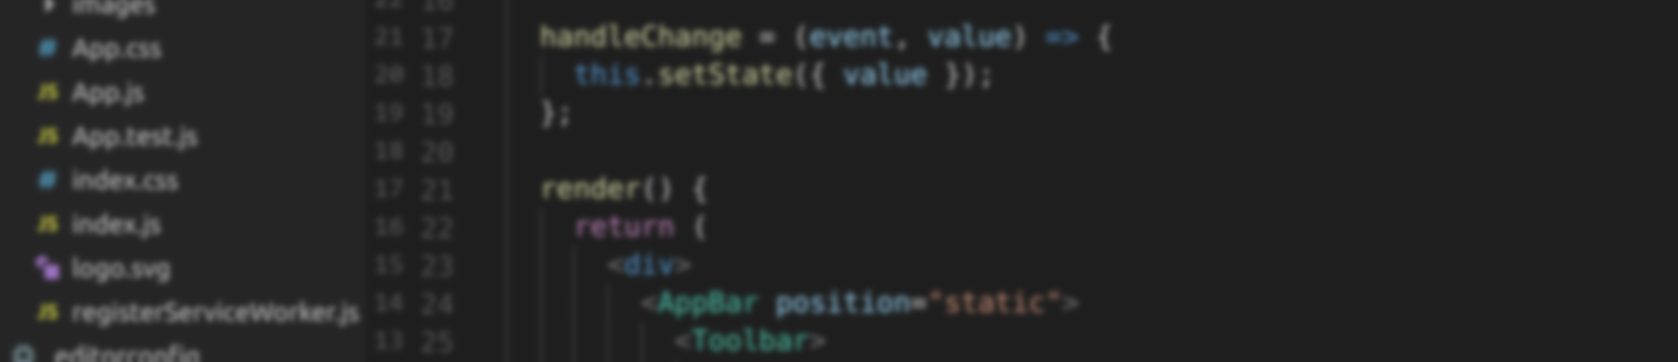 images
App.css
App.js
App.test.js
index.css
index.js
logo.svg
registerServiceWorker.js
editorconfig
22 16
21 17 handleChange = (event, value) => {
20 18 this.setState({ value });
19 19 };
18 20
17 21 render() {
16 22 return (
15 23 <div>
14 24 <AppBar position="static">
13 25 <Toolbar>